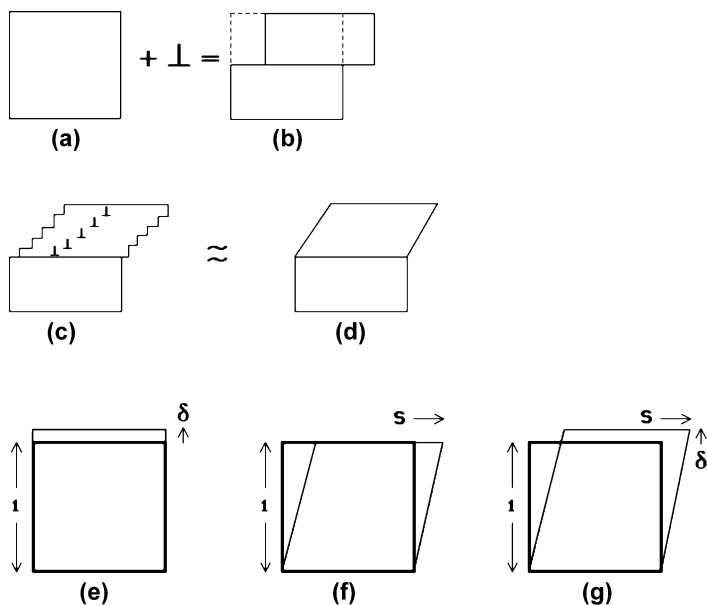 + ⊥ =
(a)
(b)
⊥ ⊥ ⊥ ⊥ ⊥
≈
(c)
(d)
δ
s
s
δ
1
1
1
(e)
(f)
(g)